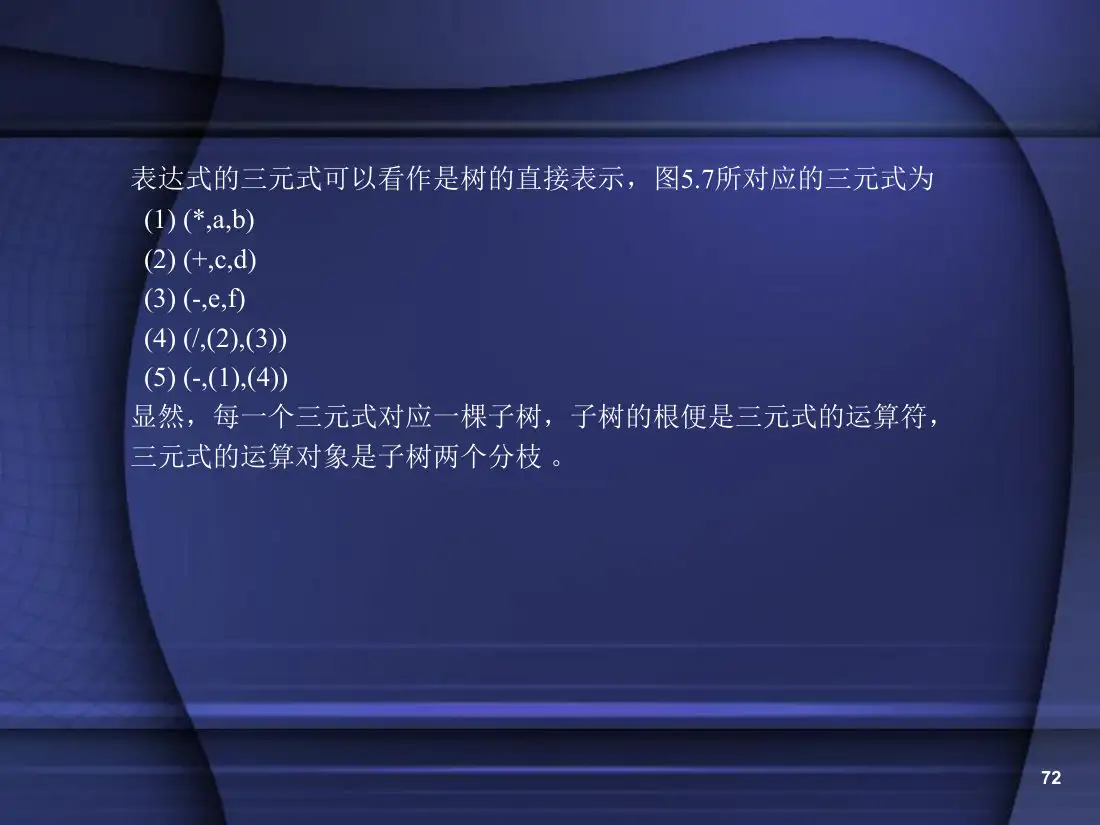 表达式的三元式可以看作是树的直接表示，图5.7所对应的三元式为
(1) (*,a,b)
(2) (+,c,d)
(3) (-,e,f)
(4) (/,(2),(3))
(5) (-,(1),(4))
显然，每一个三元式对应一棵子树，子树的根便是三元式的运算符，
三元式的运算对象是子树两个分枝 。
72